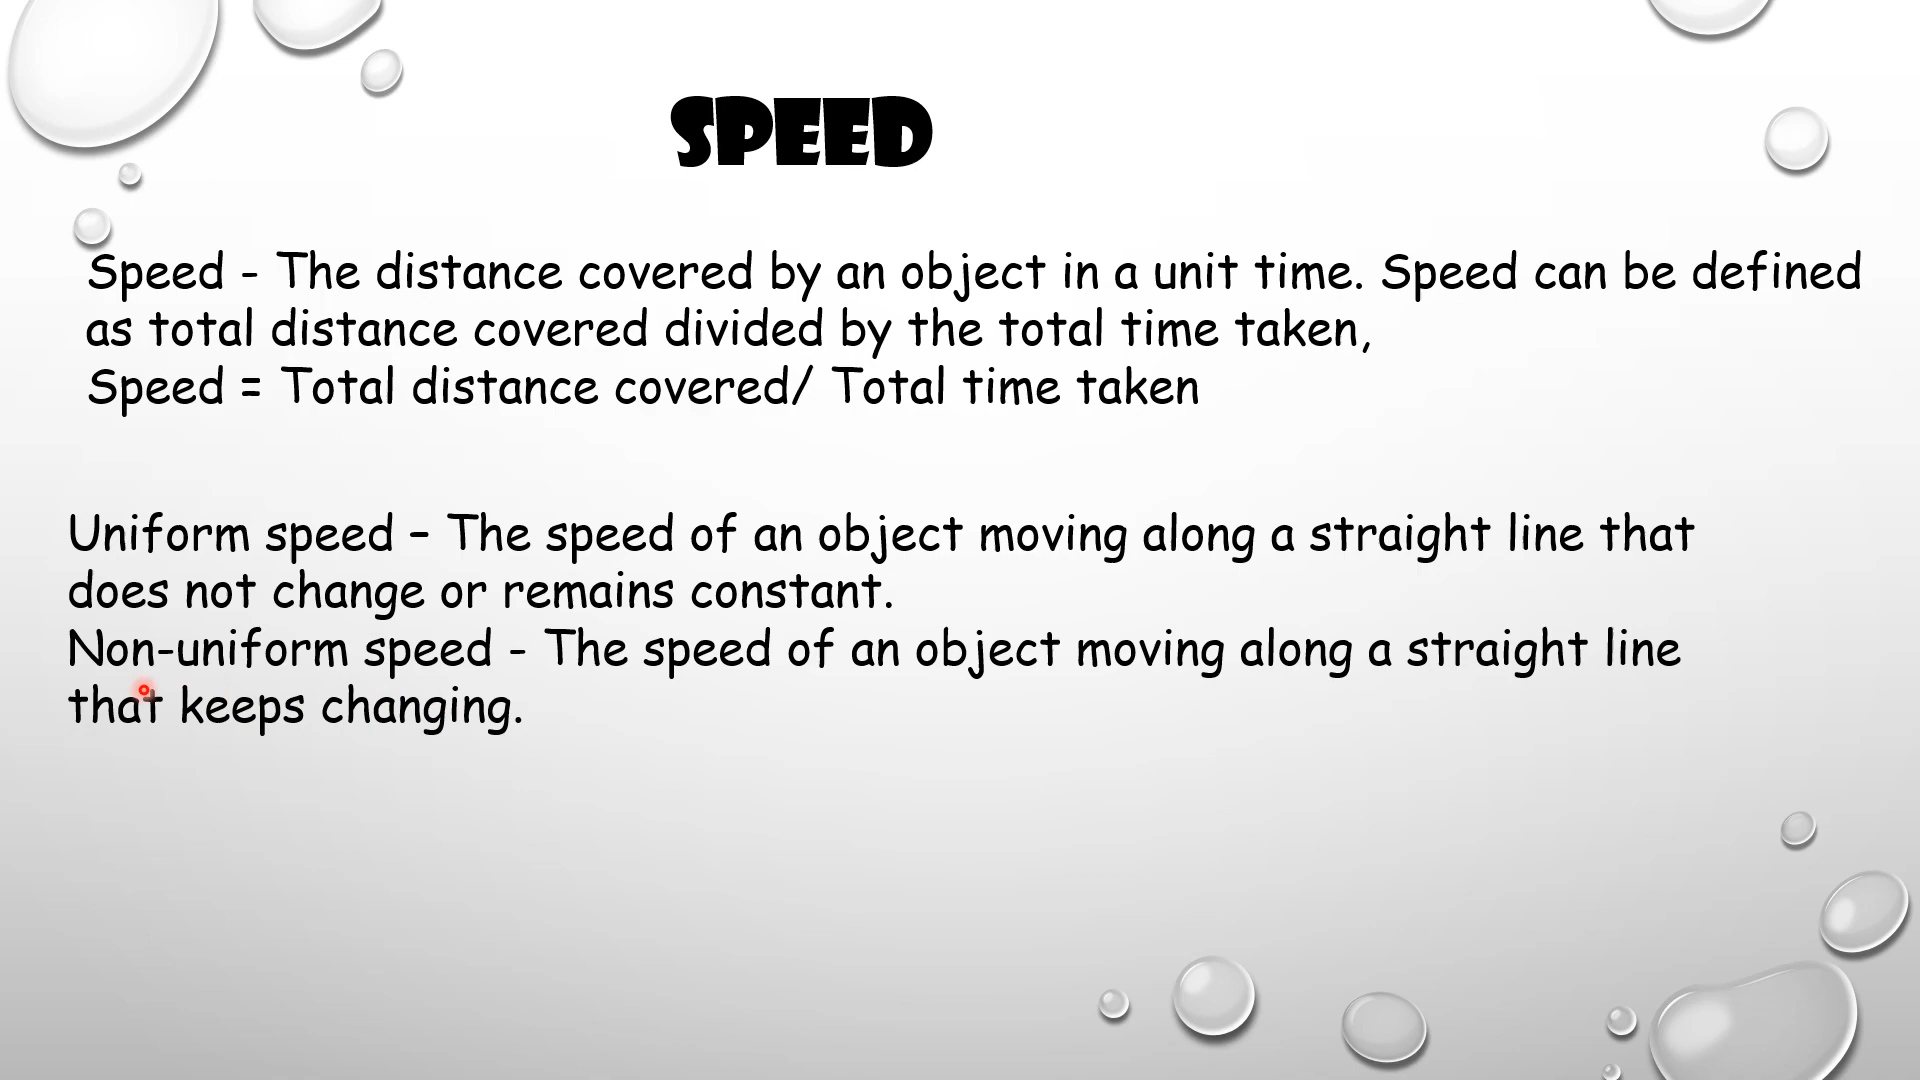 SPEED
Speed - The distance covered by an object in a unit time. Speed can be defined
as total distance covered divided by the total time taken,
Speed = Total distance covered/ Total time taken
Uniform speed – The speed of an object moving along a straight line that
does not change or remains constant.
Non-uniform speed - The speed of an object moving along a straight line
that keeps changing.